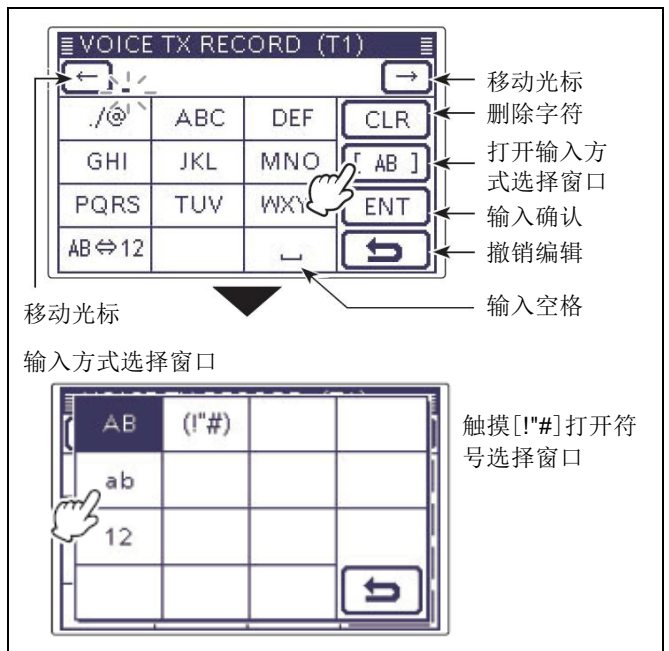 VOICE TX RECORD (T1)
← → 移动光标
./@ ABC DEF CLR 删除字符
GHI JKL MNO [ AB ] 打开输入方
式选择窗口
PQRS TUV WXY ENT 输入确认
AB⇔12 ⎵ 撤销编辑
移动光标 输入空格
输入方式选择窗口
AB (!"#)
ab
12
触摸[!"#]打开符
号选择窗口